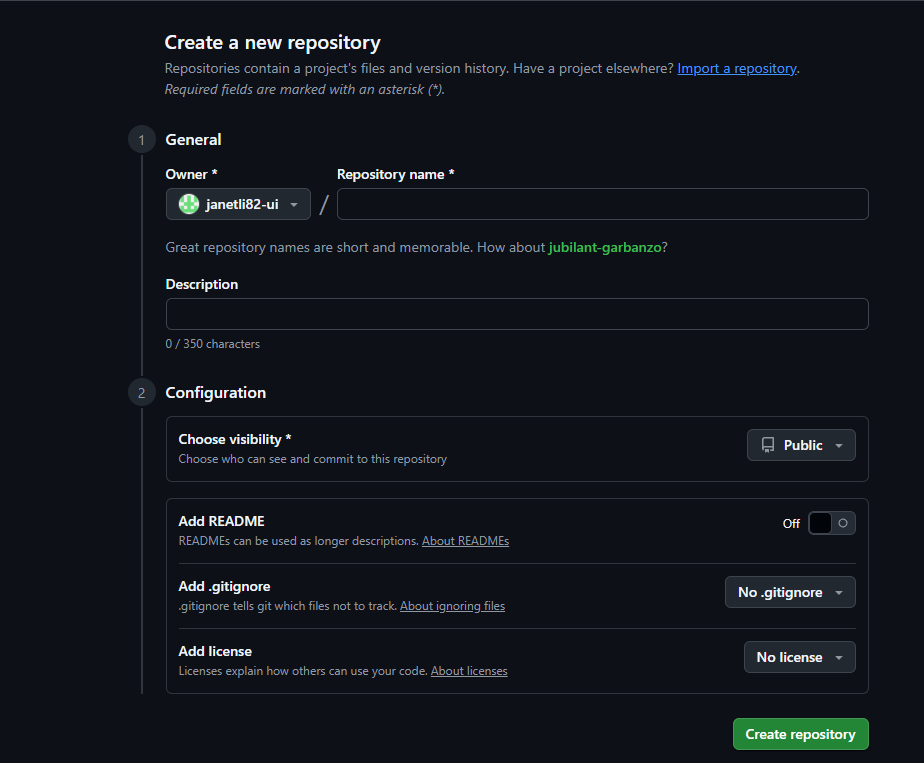 Create a new repository
Repositories contain a project's files and version history. Have a project elsewhere? Import a repository.
Required fields are marked with an asterisk (*).
1 General
Owner * Repository name *
janetli82-ui / 
Great repository names are short and memorable. How about jubilant-garbanzo?
Description
0 / 350 characters
2 Configuration
Choose visibility *
Public
Choose who can see and commit to this repository
Add README
Off
READMEs can be used as longer descriptions. About READMEs
Add .gitignore
No .gitignore
.gitignore tells git which files not to track. About ignoring files
Add license
No license
Licenses explain how others can use your code. About licenses
Create repository